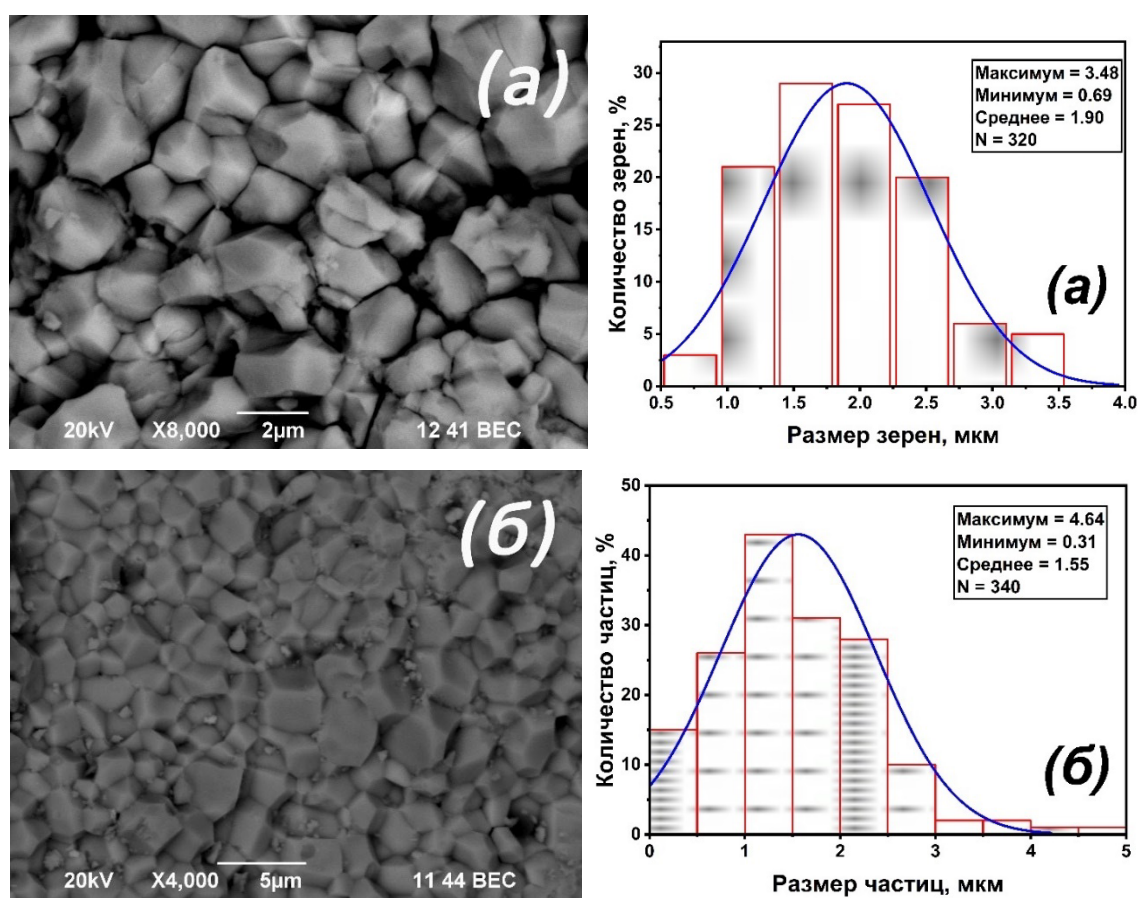 (а)
20kV X8,000 2µm 12 41 BEC
Количество зерен, %
30
25
20
15
10
5
0
Максимум = 3.48
Минимум = 0.69
Среднее = 1.90
N = 320
(а)
0.5 1.0 1.5 2.0 2.5 3.0 3.5 4.0
Размер зерен, мкм
(б)
20kV X4,000 5µm 11 44 BEC
Количество частиц, %
50
40
30
20
10
0
Максимум = 4.64
Минимум = 0.31
Среднее = 1.55
N = 340
(б)
0 1 2 3 4 5
Размер частиц, мкм